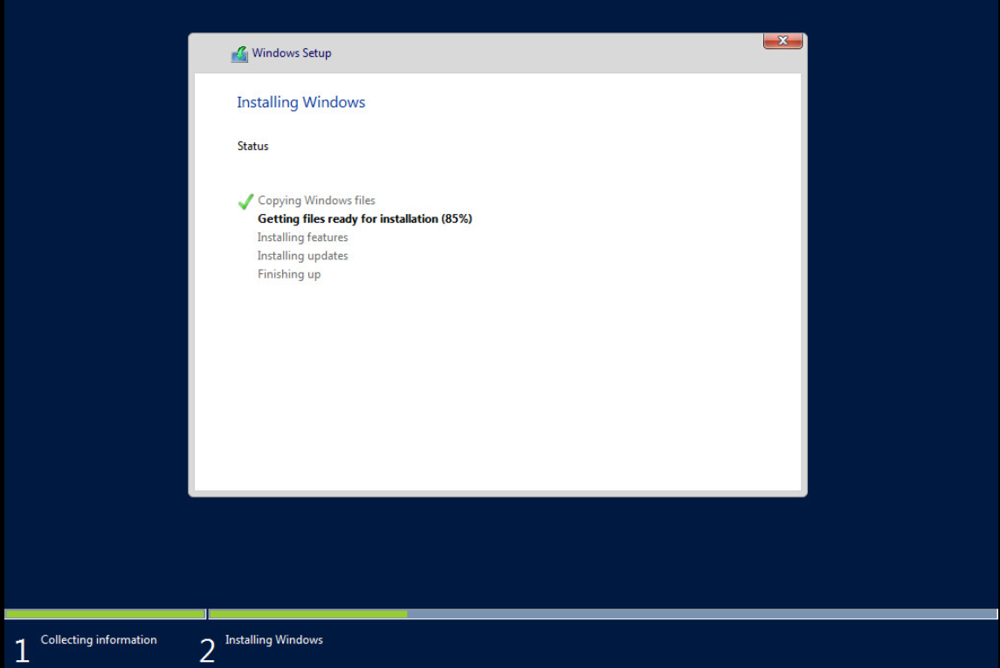 Windows Setup
Installing Windows
Status
Copying Windows files
Getting files ready for installation (85%)
Installing features
Installing updates
Finishing up
1 Collecting information 2 Installing Windows